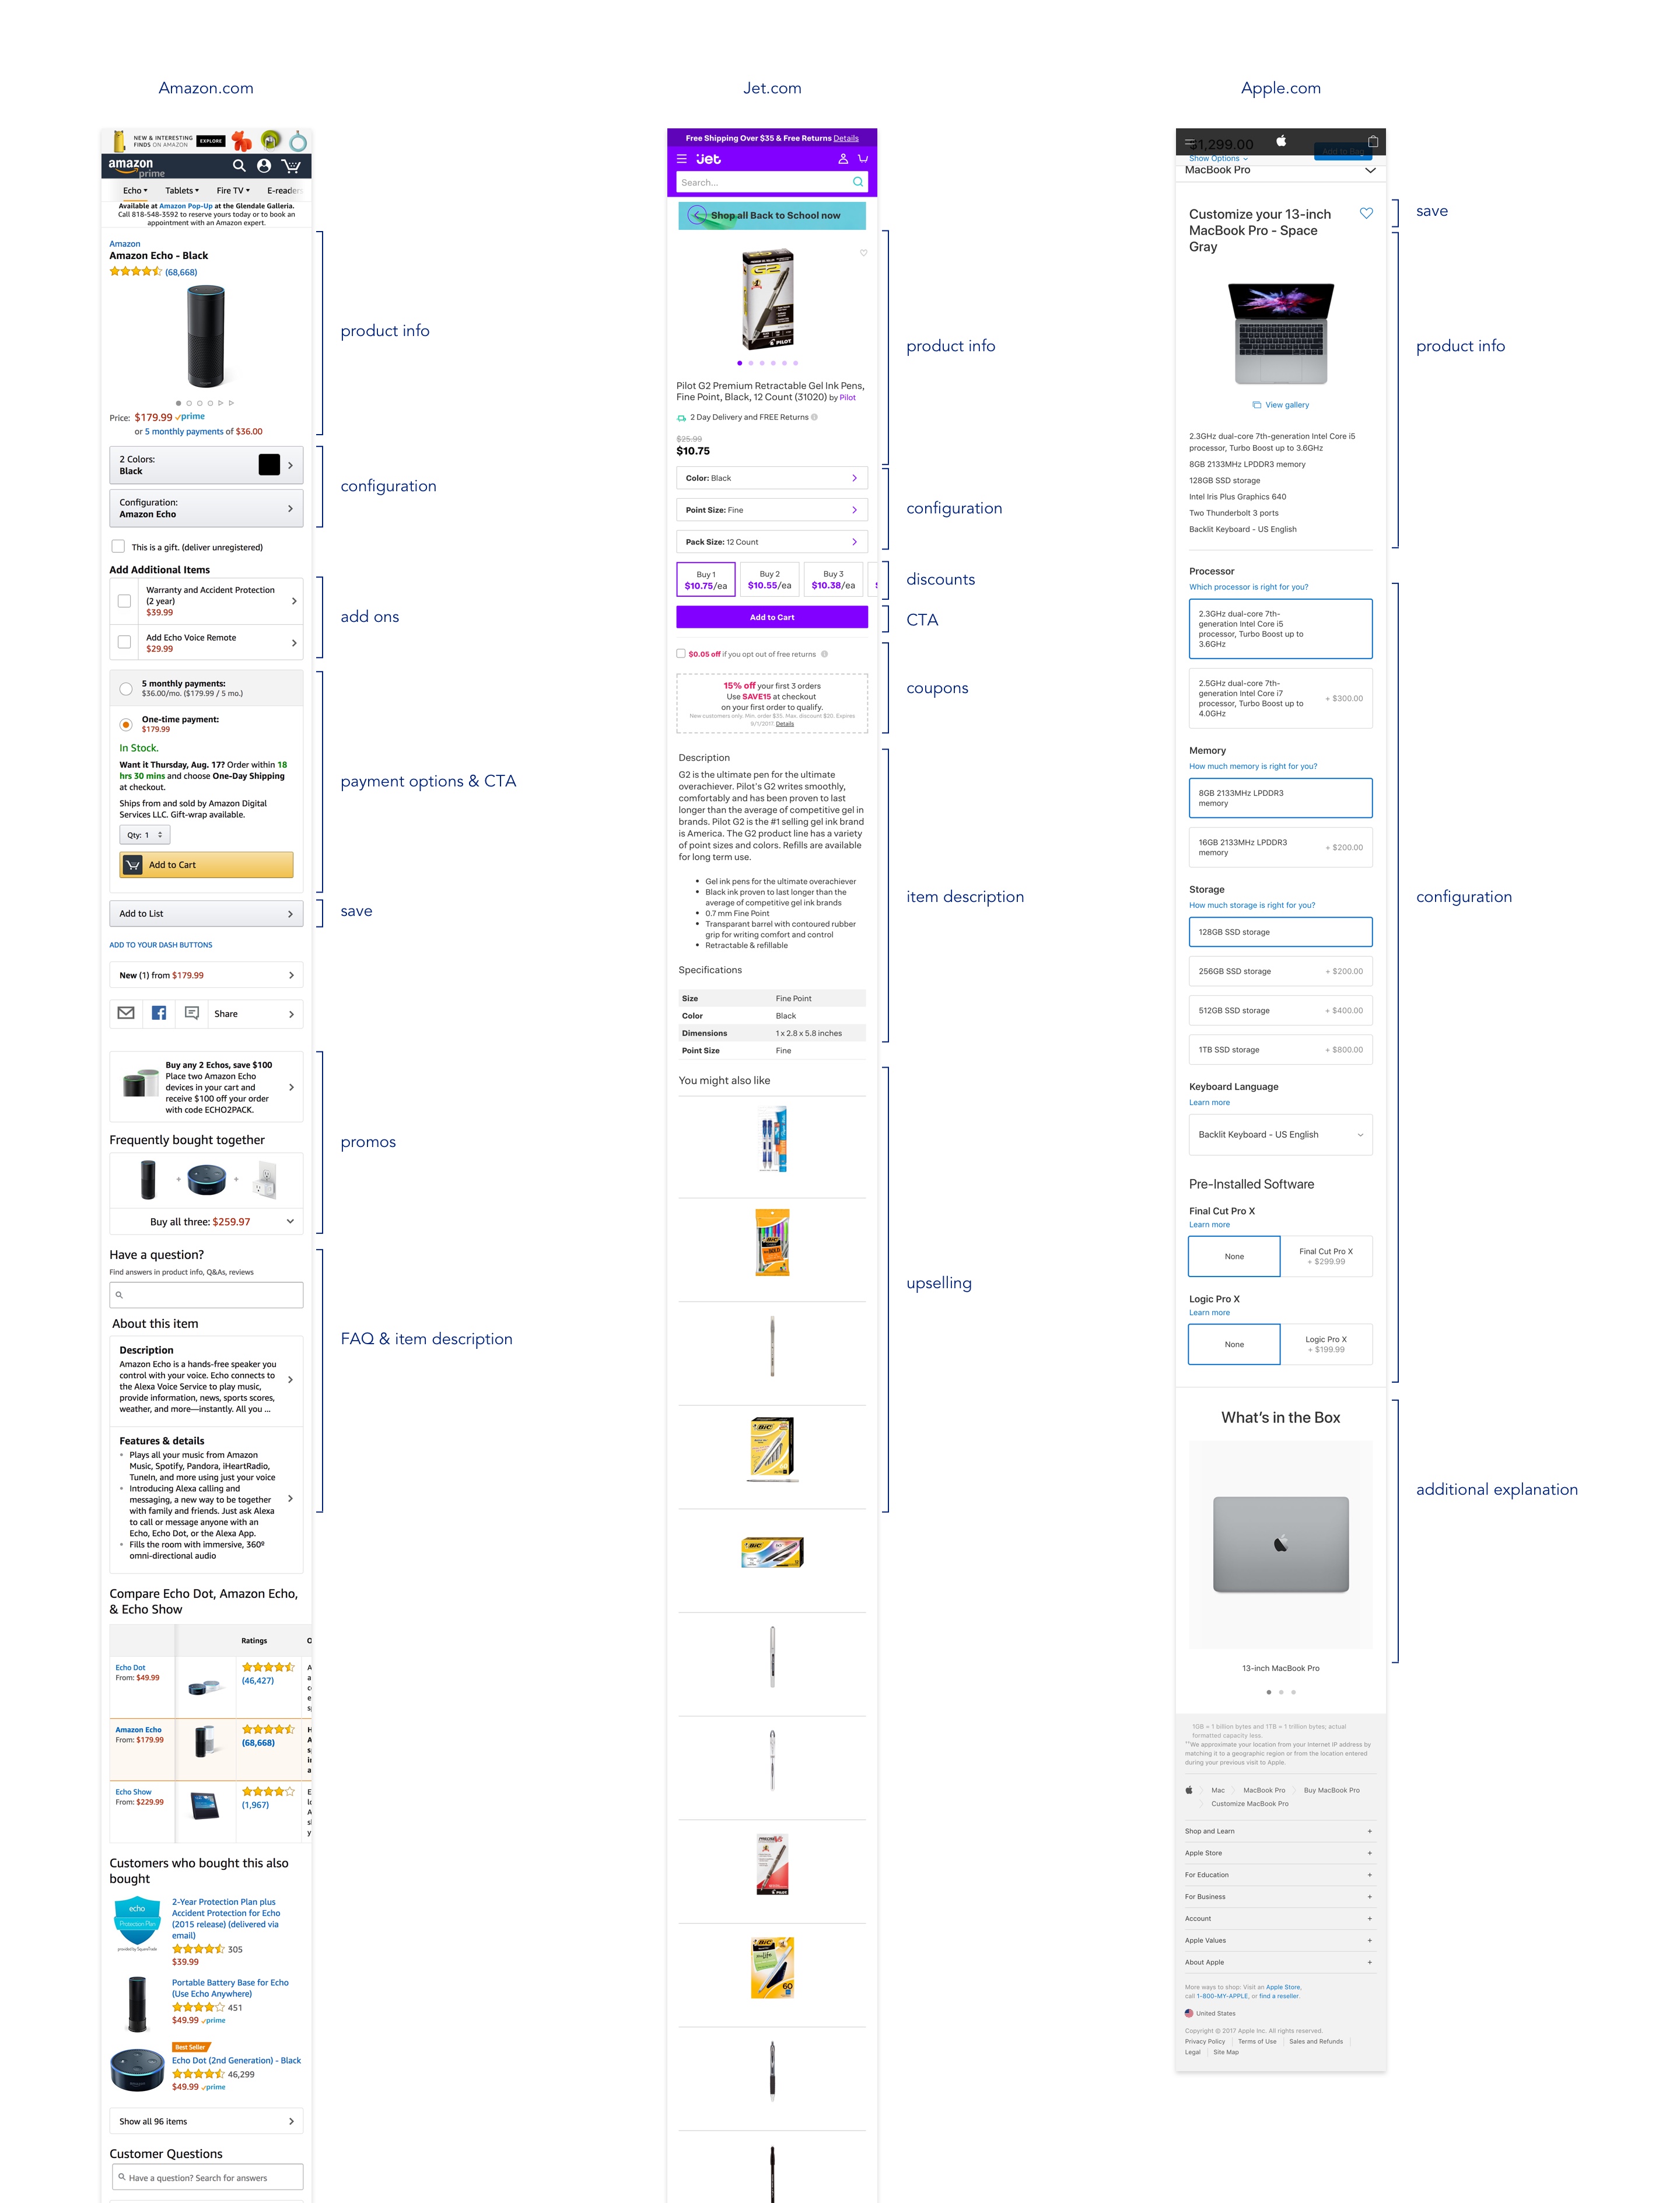 Amazon.com
NEW & INTERESTING
FINDS ON AMAZON
EXPLORE
amazon
prime
Echo
Tablets
Fire TV
E-reader
Available at Amazon Pop-Up at the Glendale Galleria.
Call 818-548-3592 to reserve yours today or to book an
appointment with an Amazon expert.
Amazon
Amazon Echo - Black
(68,668)
Price: $179.99 prime
or 5 monthly payments of $36.00
product info
2 Colors:
Black
Configuration:
Amazon Echo
configuration
This is a gift. (deliver unregistered)
Add Additional Items
Warranty and Accident Protection
(2 year)
$39.99
Add Echo Voice Remote
$29.99
add ons
5 monthly payments:
$36.00/mo. ($179.99 / 5 mo.)
One-time payment:
$179.99
In Stock.
Want it Thursday, Aug. 17? Order within 18
hrs 30 mins and choose One-Day Shipping
at checkout.
Ships from and sold by Amazon Digital
Services LLC. Gift-wrap available.
Qty: 1
Add to Cart
payment options & CTA
Add to List
save
ADD TO YOUR DASH BUTTONS
New (1) from $179.99
Share
Buy any 2 Echos, save $100
Place two Amazon Echo
devices in your cart and
receive $100 off your order
with code ECHO2PACK.
Frequently bought together
+ +
Buy all three: $259.97
promos
Have a question?
Find answers in product info, Q&As, reviews
About this item
Description
Amazon Echo is a hands-free speaker you
control with your voice. Echo connects to
the Alexa Voice Service to play music,
provide information, news, sports scores,
weather, and more—instantly. All you ...
Features & details
• Plays all your music from Amazon
Music, Spotify, Pandora, iHeartRadio,
TuneIn, and more using just your voice
• Introducing Alexa calling and
messaging, a new way to be together
with family and friends. Just ask Alexa
to call or message anyone with an
Echo, Echo Dot, or the Alexa App.
• Fills the room with immersive, 360º
omni-directional audio
FAQ & item description
Compare Echo Dot, Amazon Echo,
& Echo Show
Ratings
Echo Dot
From: $49.99
(46,427)
Amazon Echo
From: $179.99
(68,668)
Echo Show
From: $229.99
(1,967)
Customers who bought this also
bought
echo
Protection Plan
provided by SquareTrade
2-Year Protection Plan plus
Accident Protection for Echo
(2015 release) (delivered via
email)
305
$39.99
Portable Battery Base for Echo
(Use Echo Anywhere)
451
$49.99 prime
Best Seller
Echo Dot (2nd Generation) - Black
46,299
$49.99 prime
Show all 96 items
Customer Questions
Have a question? Search for answers
Jet.com
Free Shipping Over $35 & Free Returns Details
jet
Search...
Shop all Back to School now
G2
PILOT
Pilot G2 Premium Retractable Gel Ink Pens,
Fine Point, Black, 12 Count (31020) by Pilot
2 Day Delivery and FREE Returns
$25.99
$10.75
product info
Color: Black
Point Size: Fine
Pack Size: 12 Count
configuration
Buy 1
$10.75/ea
Buy 2
$10.55/ea
Buy 3
$10.38/ea
discounts
Add to Cart
CTA
$0.05 off if you opt out of free returns
15% off your first 3 orders
Use SAVE15 at checkout
on your first order to qualify.
New customers only. Min. order $35. Max. discount $20. Expires
9/1/2017. Details
coupons
Description
G2 is the ultimate pen for the ultimate
overachiever. Pilot's G2 writes smoothly,
comfortably and has been proven to last
longer than the average of competitive gel in
brands. Pilot G2 is the #1 selling gel ink brand
is America. The G2 product line has a variety
of point sizes and colors. Refills are available
for long term use.
• Gel ink pens for the ultimate overachiever
• Black ink proven to last longer than the
average of competitive gel ink brands
• 0.7 mm Fine Point
• Transparent barrel with contoured rubber
grip for writing comfort and control
• Retractable & refillable
Specifications
Size Fine Point
Color Black
Dimensions 1 x 2.8 x 5.8 inches
Point Size Fine
item description
You might also like
BIC
BIC
BIC
PILOT
BIC
60
upselling
Apple.com
$1,299.00
Show Options
Add to Bag
MacBook Pro
Customize your 13-inch
MacBook Pro - Space
Gray
save
View gallery
2.3GHz dual-core 7th-generation Intel Core i5
processor, Turbo Boost up to 3.6GHz
8GB 2133MHz LPDDR3 memory
128GB SSD storage
Intel Iris Plus Graphics 640
Two Thunderbolt 3 ports
Backlit Keyboard - US English
product info
Processor
Which processor is right for you?
2.3GHz dual-core 7th-
generation Intel Core i5
processor, Turbo Boost up to
3.6GHz
2.5GHz dual-core 7th-
generation Intel Core i7
processor, Turbo Boost up to
4.0GHz
+ $300.00
Memory
How much memory is right for you?
8GB 2133MHz LPDDR3
memory
16GB 2133MHz LPDDR3
memory
+ $200.00
Storage
How much storage is right for you?
128GB SSD storage
256GB SSD storage + $200.00
512GB SSD storage + $400.00
1TB SSD storage + $800.00
Keyboard Language
Learn more
Backlit Keyboard - US English
Pre-Installed Software
Final Cut Pro X
Learn more
None
Final Cut Pro X
+ $299.99
Logic Pro X
Learn more
None
Logic Pro X
+ $199.99
configuration
What's in the Box
13-inch MacBook Pro
additional explanation
1GB = 1 billion bytes and 1TB = 1 trillion bytes; actual
formatted capacity less.
**We approximate your location from your Internet IP address by
matching it to a geographic region or from the location entered
during your previous visit to Apple.
Mac
MacBook Pro
Buy MacBook Pro
Customize MacBook Pro
Shop and Learn +
Apple Store +
For Education +
For Business +
Account +
Apple Values +
About Apple +
More ways to shop: Visit an Apple Store,
call 1-800-MY-APPLE, or find a reseller.
United States
Copyright © 2017 Apple Inc. All rights reserved.
Privacy Policy | Terms of Use | Sales and Refunds |
Legal | Site Map